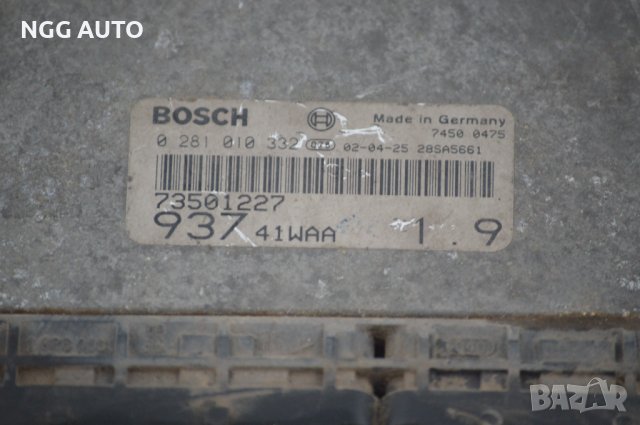 NGG AUTO
BOSCH Made in Germany
7450 0475
0 281 010 332 02-04-25 28SA5661
73501227
937 41WAA 1.9
BAZAR